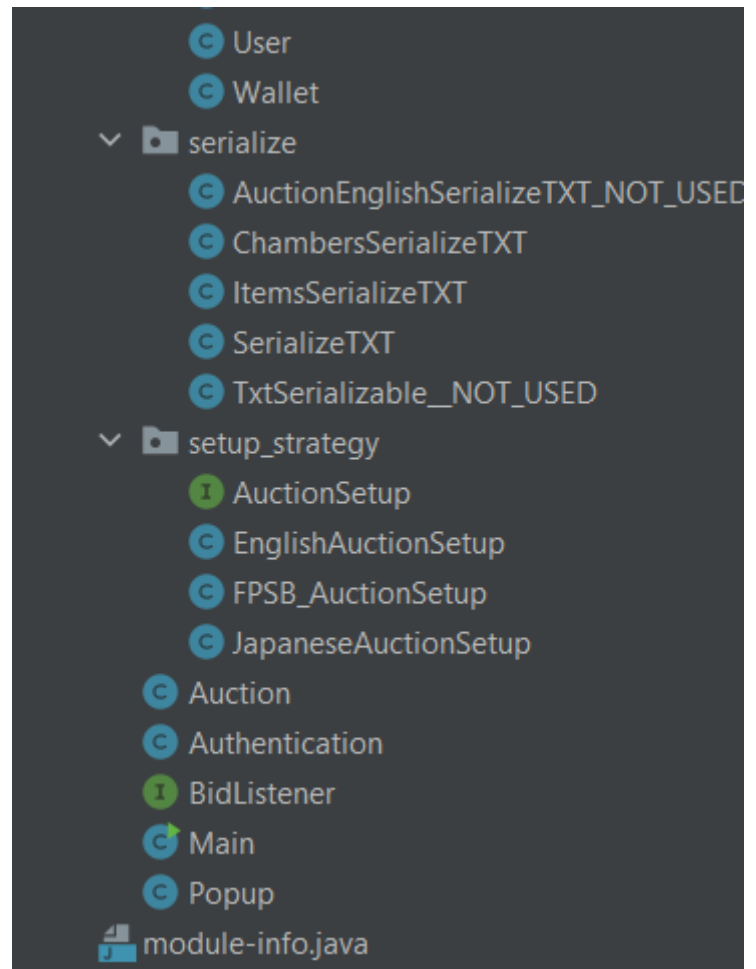 User
Wallet
serialize
AuctionEnglishSerializeTXT_NOT_USED
ChambersSerializeTXT
ItemsSerializeTXT
SerializeTXT
TxtSerializable__NOT_USED
setup_strategy
AuctionSetup
EnglishAuctionSetup
FPSB_AuctionSetup
JapaneseAuctionSetup
Auction
Authentication
BidListener
Main
Popup
module-info.java